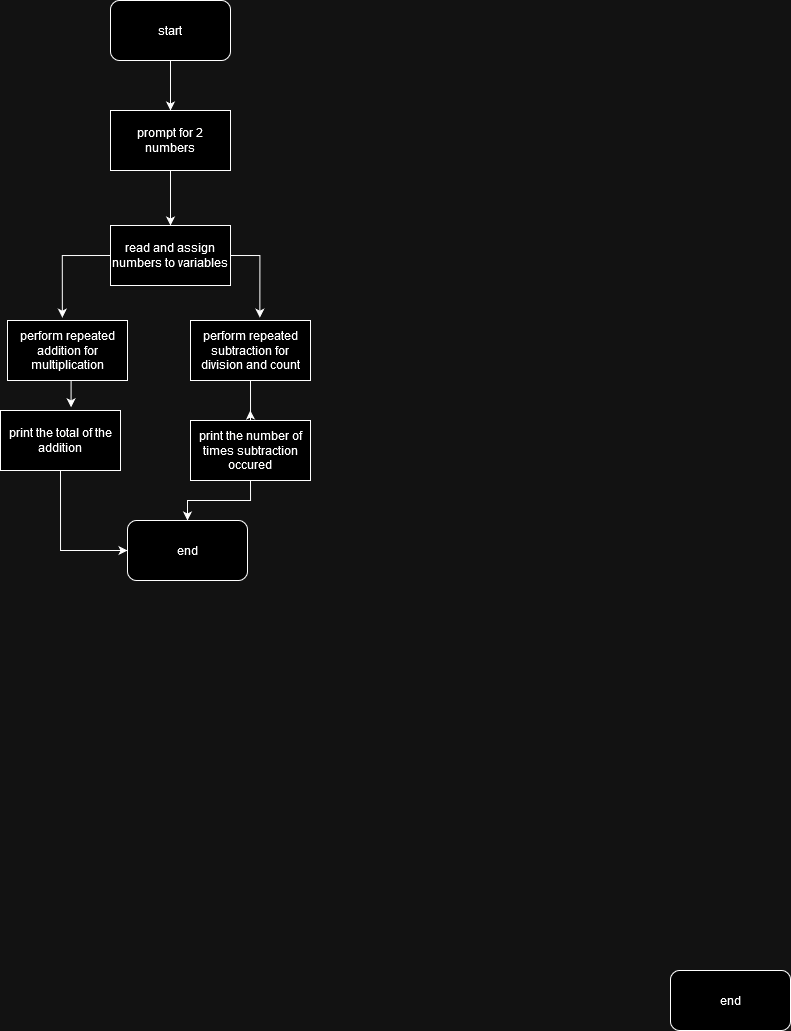 start
prompt for 2
numbers
read and assign
numbers to variables
perform repeated
addition for
multiplication
perform repeated
subtraction for
division and count
print the total of the
addition
print the number of
times subtraction
occured
end
end